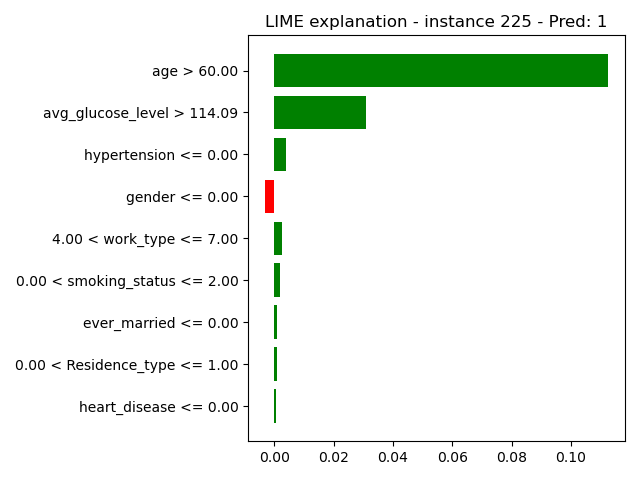 LIME explanation - instance 225 - Pred: 1
age > 60.00
avg_glucose_level > 114.09
hypertension <= 0.00
gender <= 0.00
4.00 < work_type <= 7.00
0.00 < smoking_status <= 2.00
ever_married <= 0.00
0.00 < Residence_type <= 1.00
heart_disease <= 0.00
0.00 0.02 0.04 0.06 0.08 0.10